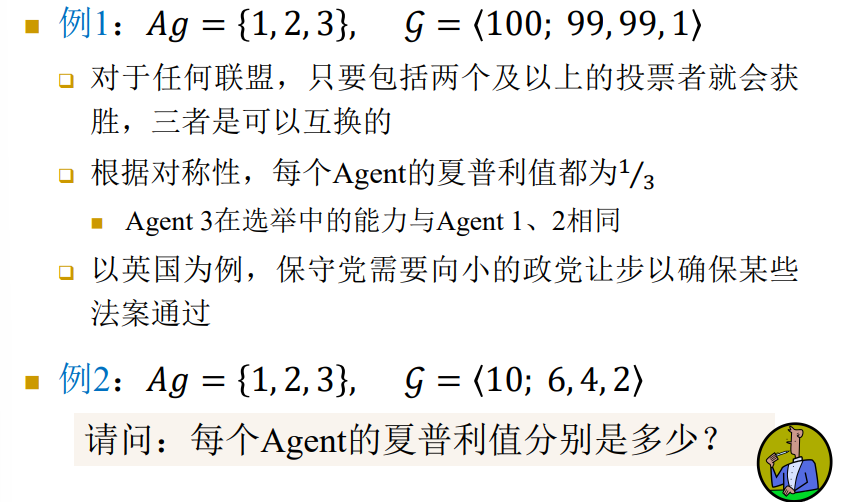 例1：Ag = {1, 2, 3}, 𝒢 = ⟨100; 99, 99, 1⟩
对于任何联盟，只要包括两个及以上的投票者就会获
胜，三者是可以互换的
根据对称性，每个Agent的夏普利值都为1/3
Agent 3在选举中的能力与Agent 1、2相同
以英国为例，保守党需要向小的政党让步以确保某些
法案通过
例2：Ag = {1, 2, 3}, 𝒢 = ⟨10; 6, 4, 2⟩
请问：每个Agent的夏普利值分别是多少？